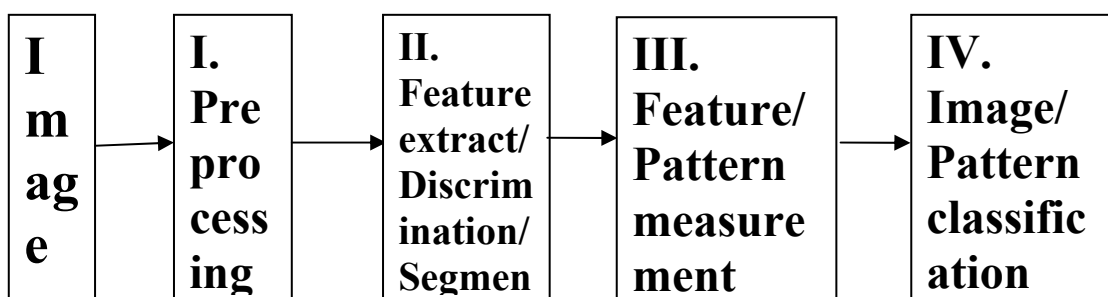 I
m
ag
e
I.
Pre
pro
cess
ing
II.
Feature
extract/
Discrim
ination/
Segmen
III.
Feature/
Pattern
measure
ment
IV.
Image/
Pattern
classific
ation